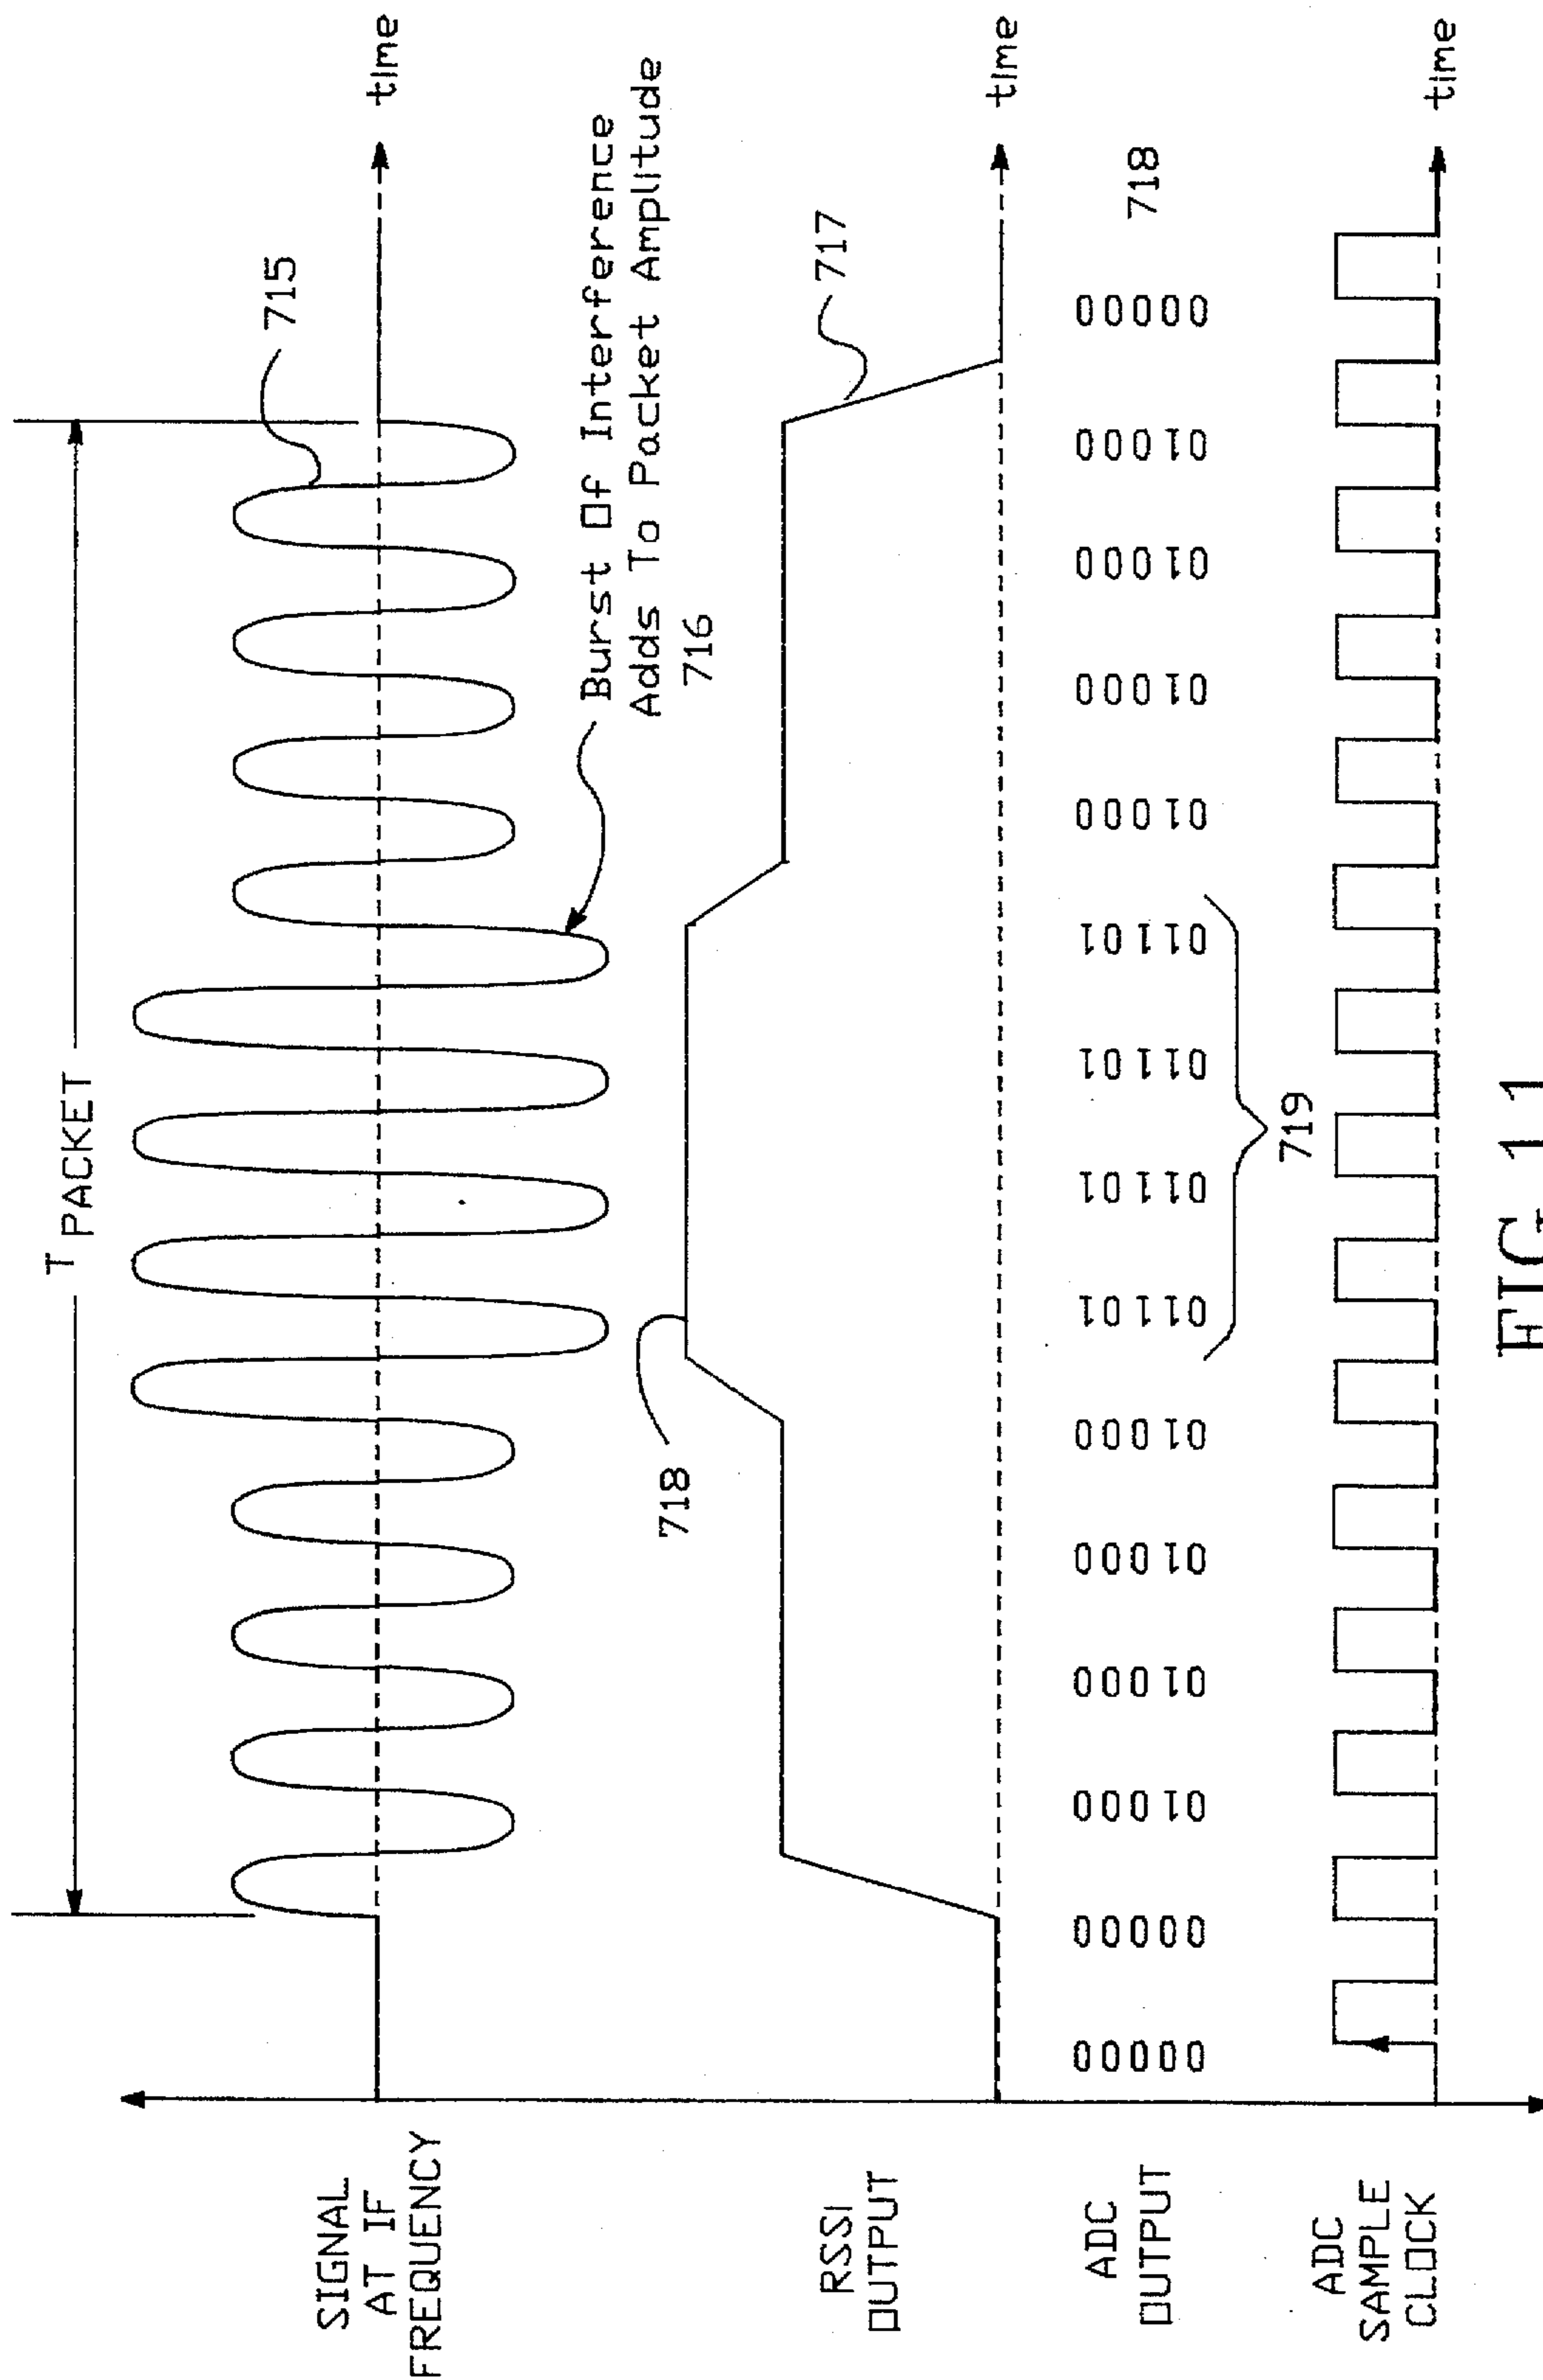 T PACKET
715
SIGNAL
AT IF
FREQUENCY
time
Burst Of Interference
Adds To Packet Amplitude
716
718
717
RSSI
OUTPUT
time
ADC
OUTPUT
00000
00000
01000
01000
01000
01000
01101
01101
01101
01101
01000
01000
01000
01000
00000
718
719
ADC
SAMPLE
CLOCK
time
FIG_11